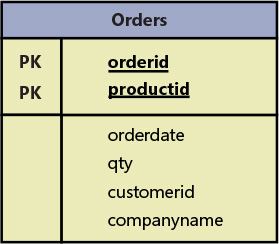 Orders
PK orderid
PK productid
orderdate
qty
customerid
companyname